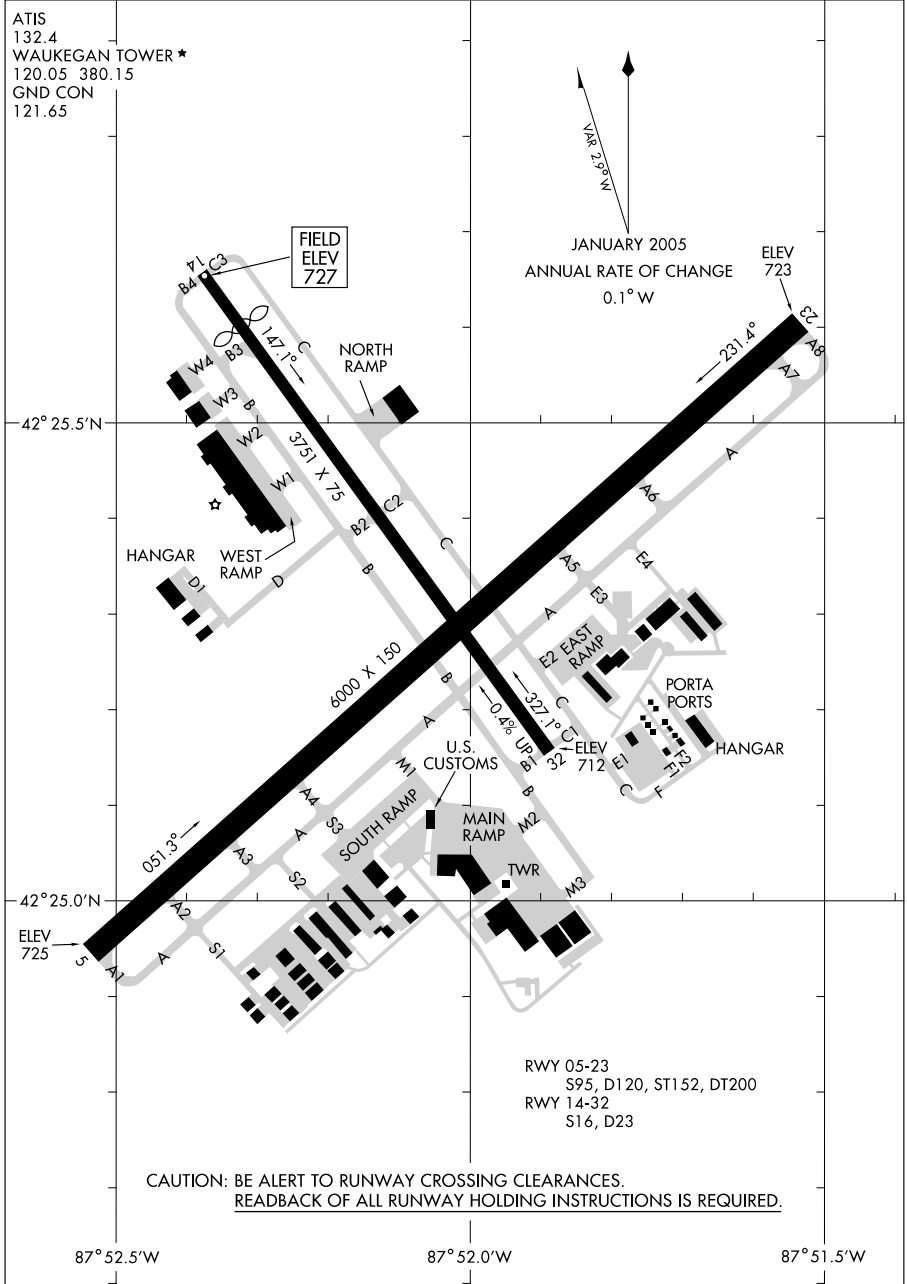 ATIS
132.4
WAUKEGAN TOWER ★
120.05 380.15
GND CON
121.65
VAR 2.9° W
JANUARY 2005
ANNUAL RATE OF CHANGE
0.1° W
FIELD
ELEV
727
ELEV
723
14
C3
B4
23
A8
A7
147.1°
C
231.4°
NORTH
RAMP
W4
B3
W3
B
42° 25.5'N
W2
3751 X 75
A
W1
A6
C2
B2
C
HANGAR
WEST
RAMP
D1
D
B
A5
E4
E3
A
E2
EAST
RAMP
6000 X 150
B
PORTA
PORTS
327.1°
C
C1
0.4% UP
A
U.S.
CUSTOMS
B1
32
ELEV
712
HANGAR
M1
E1
F2
F1
C
F
B
A4
S3
SOUTH RAMP
MAIN
RAMP
M2
051.3°
A
A3
S2
TWR
M3
42° 25.0'N
A2
ELEV
725
5
A1
A
S1
RWY 05-23
S95, D120, ST152, DT200
RWY 14-32
S16, D23
CAUTION: BE ALERT TO RUNWAY CROSSING CLEARANCES.
READBACK OF ALL RUNWAY HOLDING INSTRUCTIONS IS REQUIRED.
87° 52.5'W
87° 52.0'W
87° 51.5'W